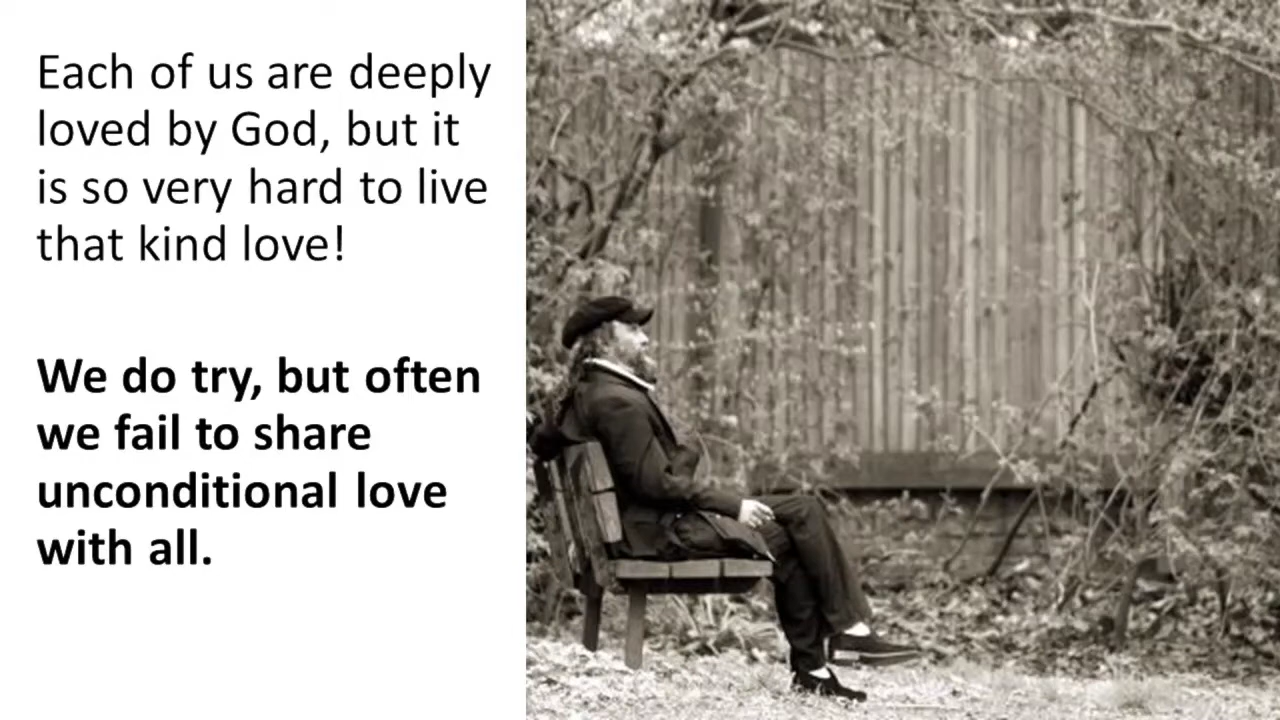 Each of us are deeply
loved by God, but it
is so very hard to live
that kind love!
We do try, but often
we fail to share
unconditional love
with all.